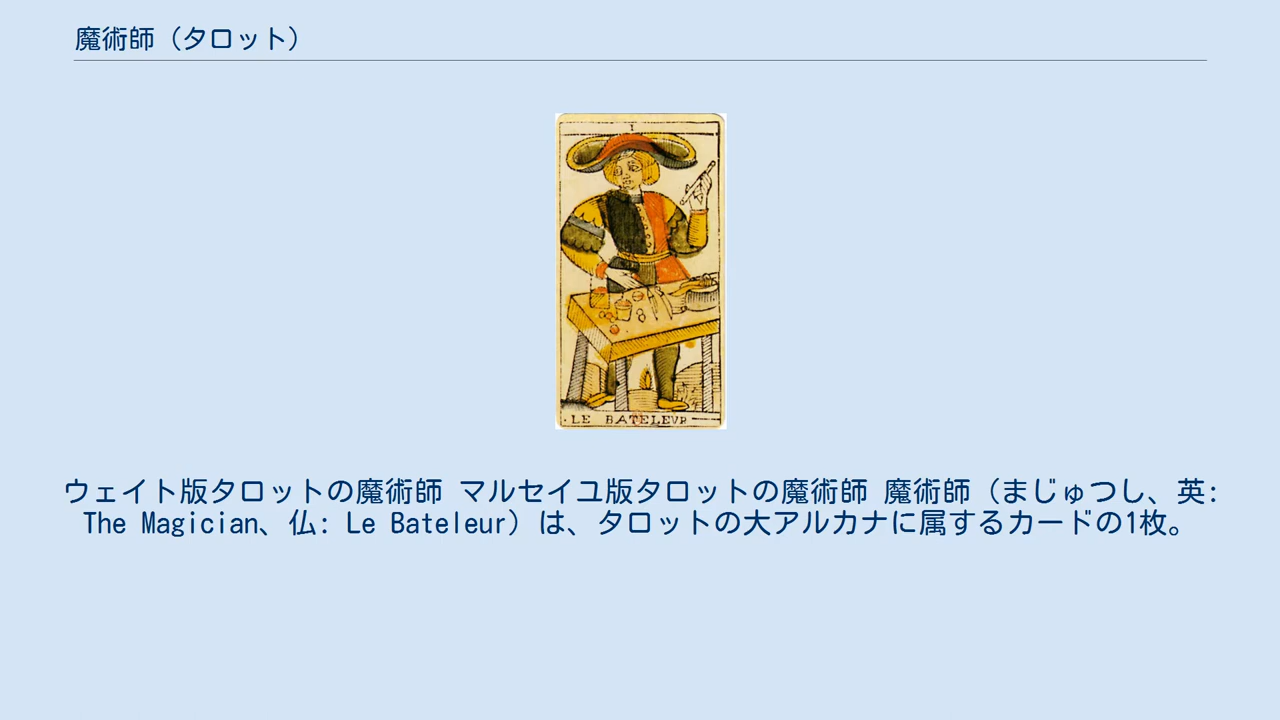 魔術師（タロット）
I
·LE BATELEVR
ウェイト版タロットの魔術師 マルセイユ版タロットの魔術師 魔術師（まじゅつし、英:
The Magician、仏: Le Bateleur）は、タロットの大アルカナに属するカードの1枚。